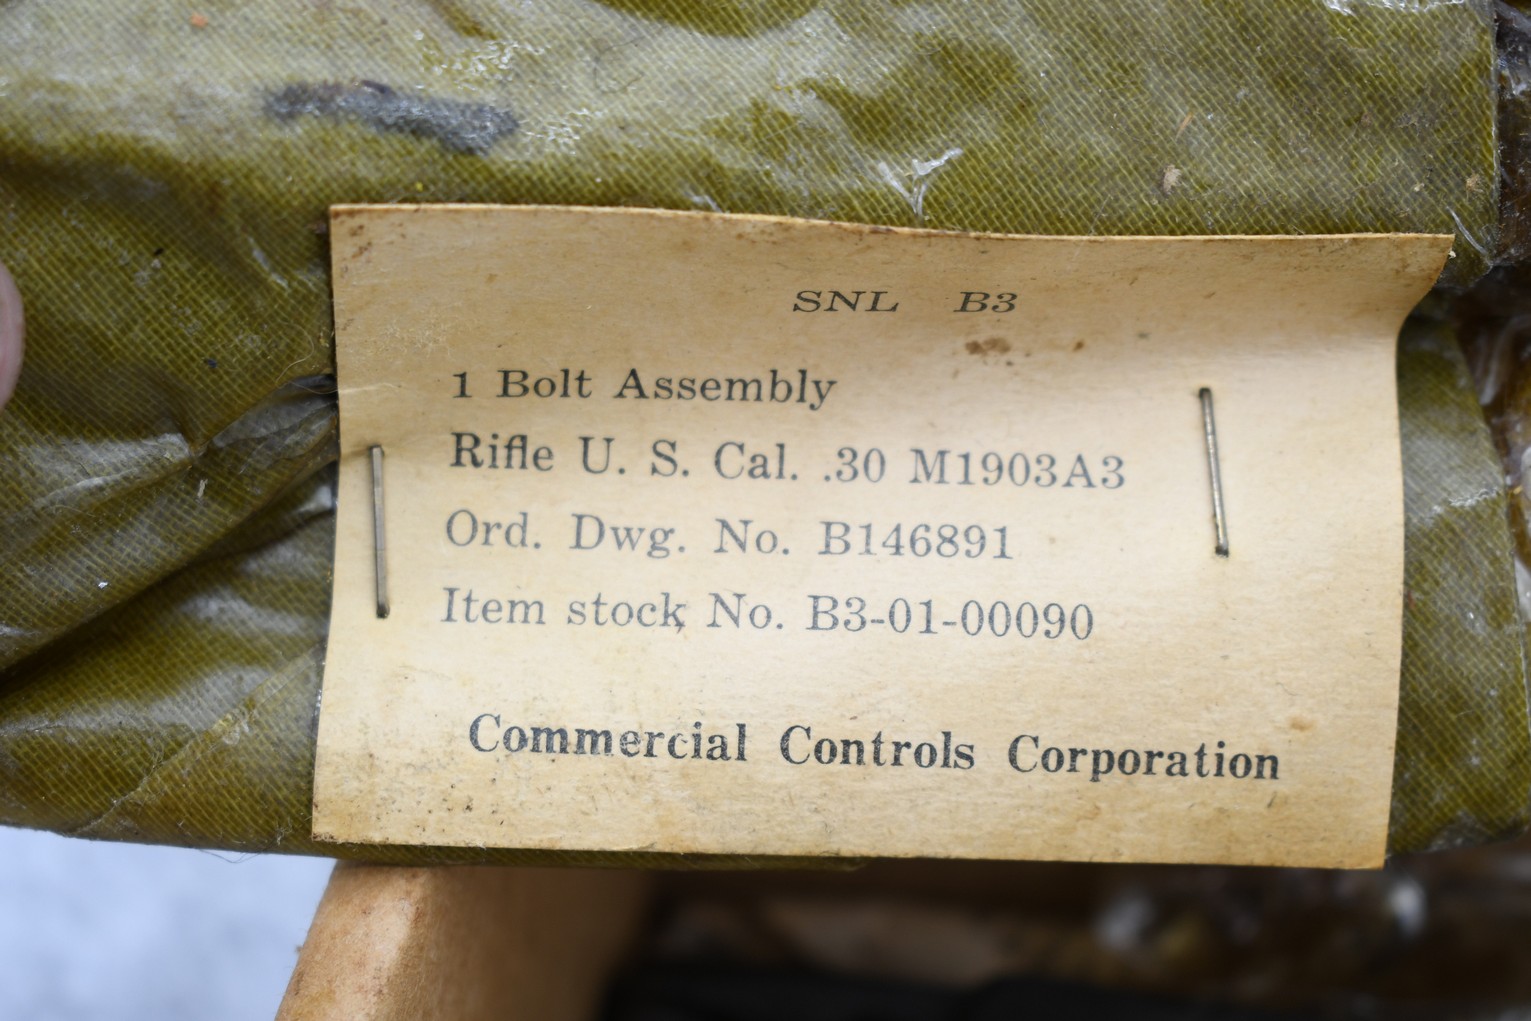 SNL B3
1 Bolt Assembly
Rifle U. S. Cal. .30 M1903A3
Ord. Dwg. No. B146891
Item stock No. B3-01-00090
Commercial Controls Corporation